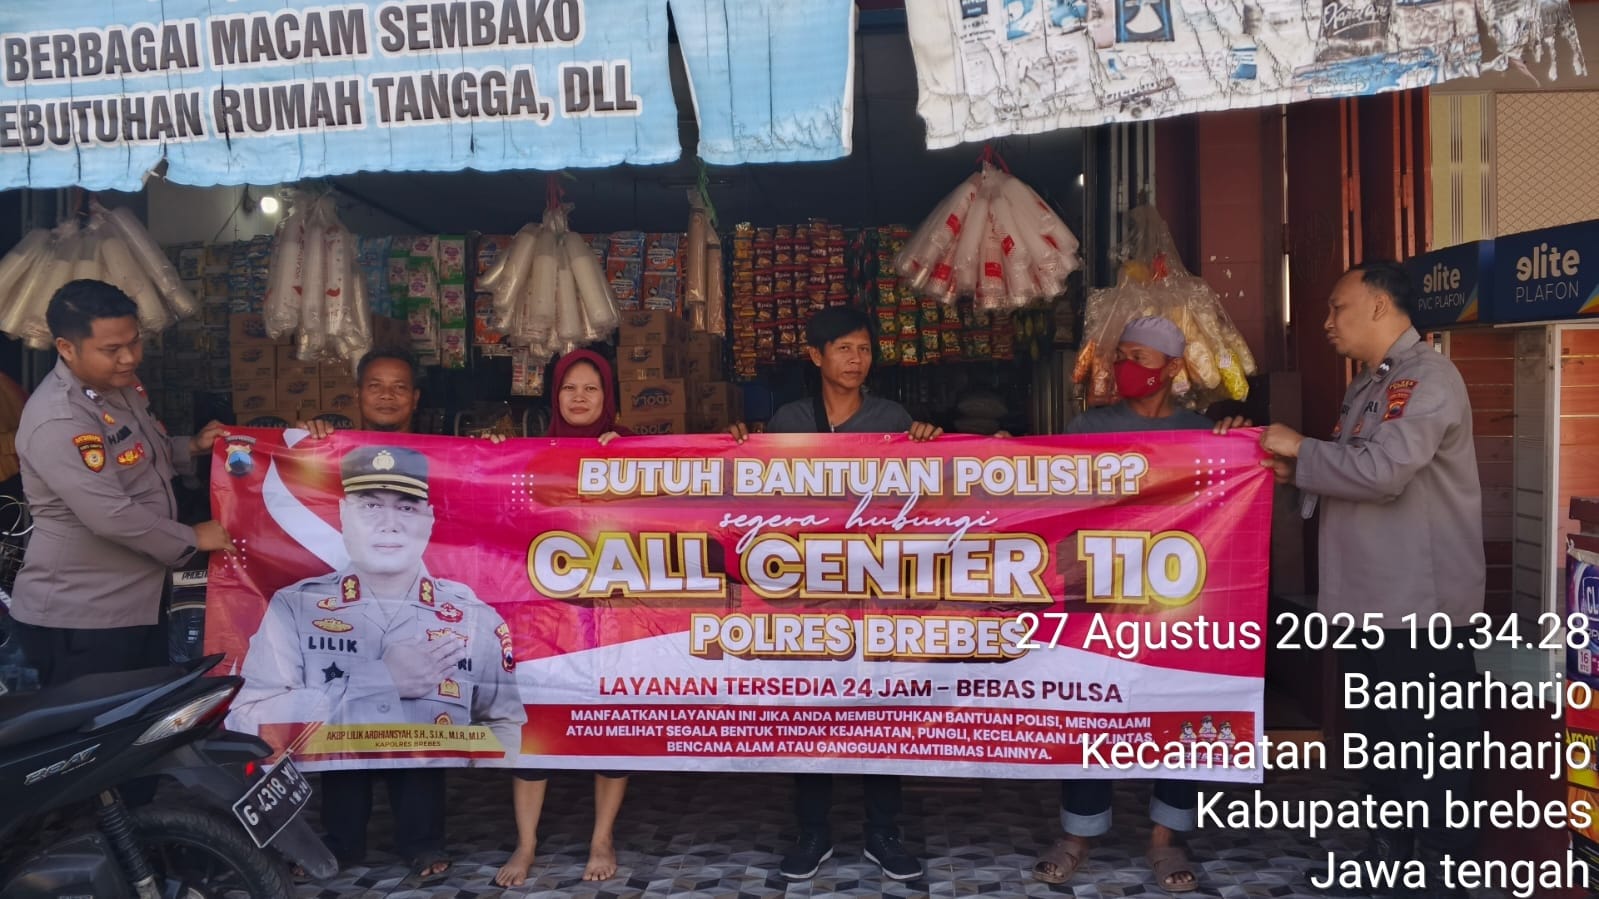 BERBAGAI MACAM SEMBAKO
EBUTUHAN RUMAH TANGGA, DLL
elite
PVC PLAFON
elite
PLAFON
BUTUH BANTUAN POLISI??
segera hubungi
CALL CENTER 110
POLRES BREBES
LAYANAN TERSEDIA 24 JAM - BEBAS PULSA
MANFAATKAN LAYANAN INI JIKA ANDA MEMBUTUHKAN BANTUAN POLISI, MENGALAMI
ATAU MELIHAT SEGALA BENTUK TINDAK KEJAHATAN, PUNGLI, KECELAKAAN LALU LINTAS,
BENCANA ALAM ATAU GANGGUAN KAMTIBMAS LAINNYA.
LILIK
RI
AKBP LILIK ARDHIANSYAH, S.H., S.I.K., M.I.R., M.I.P.
KAPOLRES BREBES
BeAT
G 4318
RI
27 Agustus 2025 10.34.28
Banjarharjo
Kecamatan Banjarharjo
Kabupaten brebes
Jawa tengah